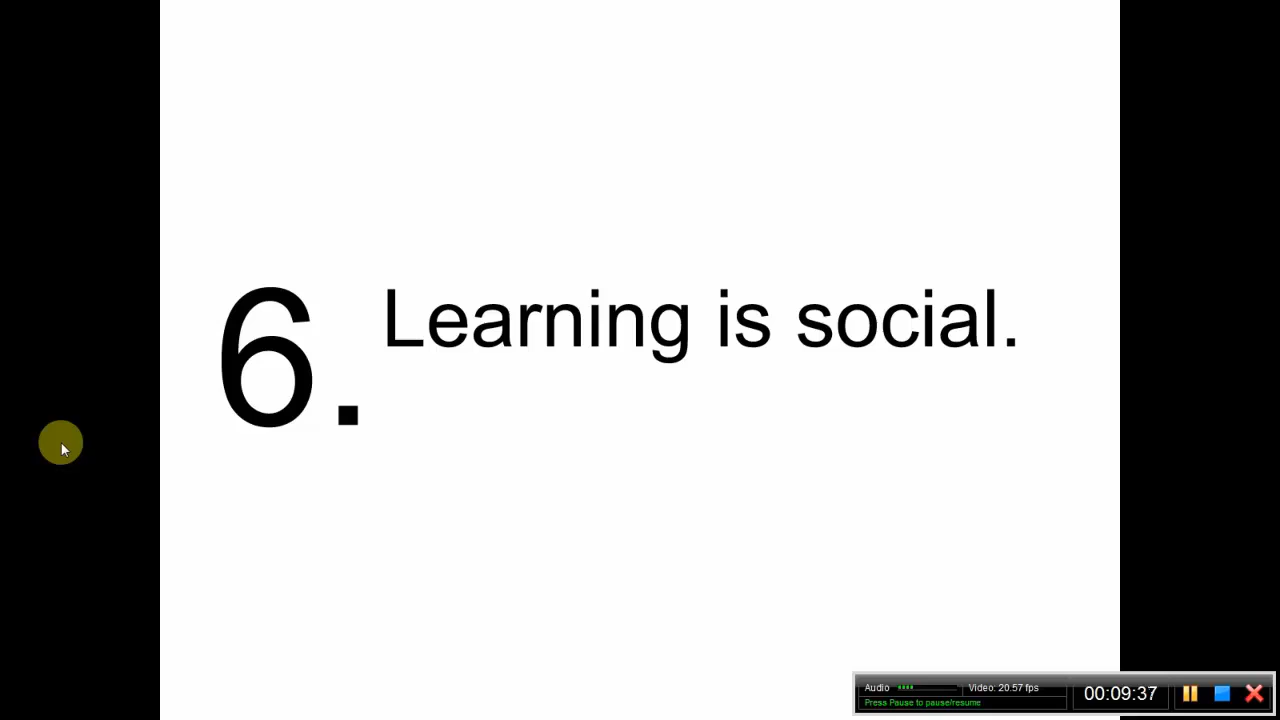 6. Learning is social.
Audio Video: 20.57 fps
Press Pause to pause/resume
00:09:37